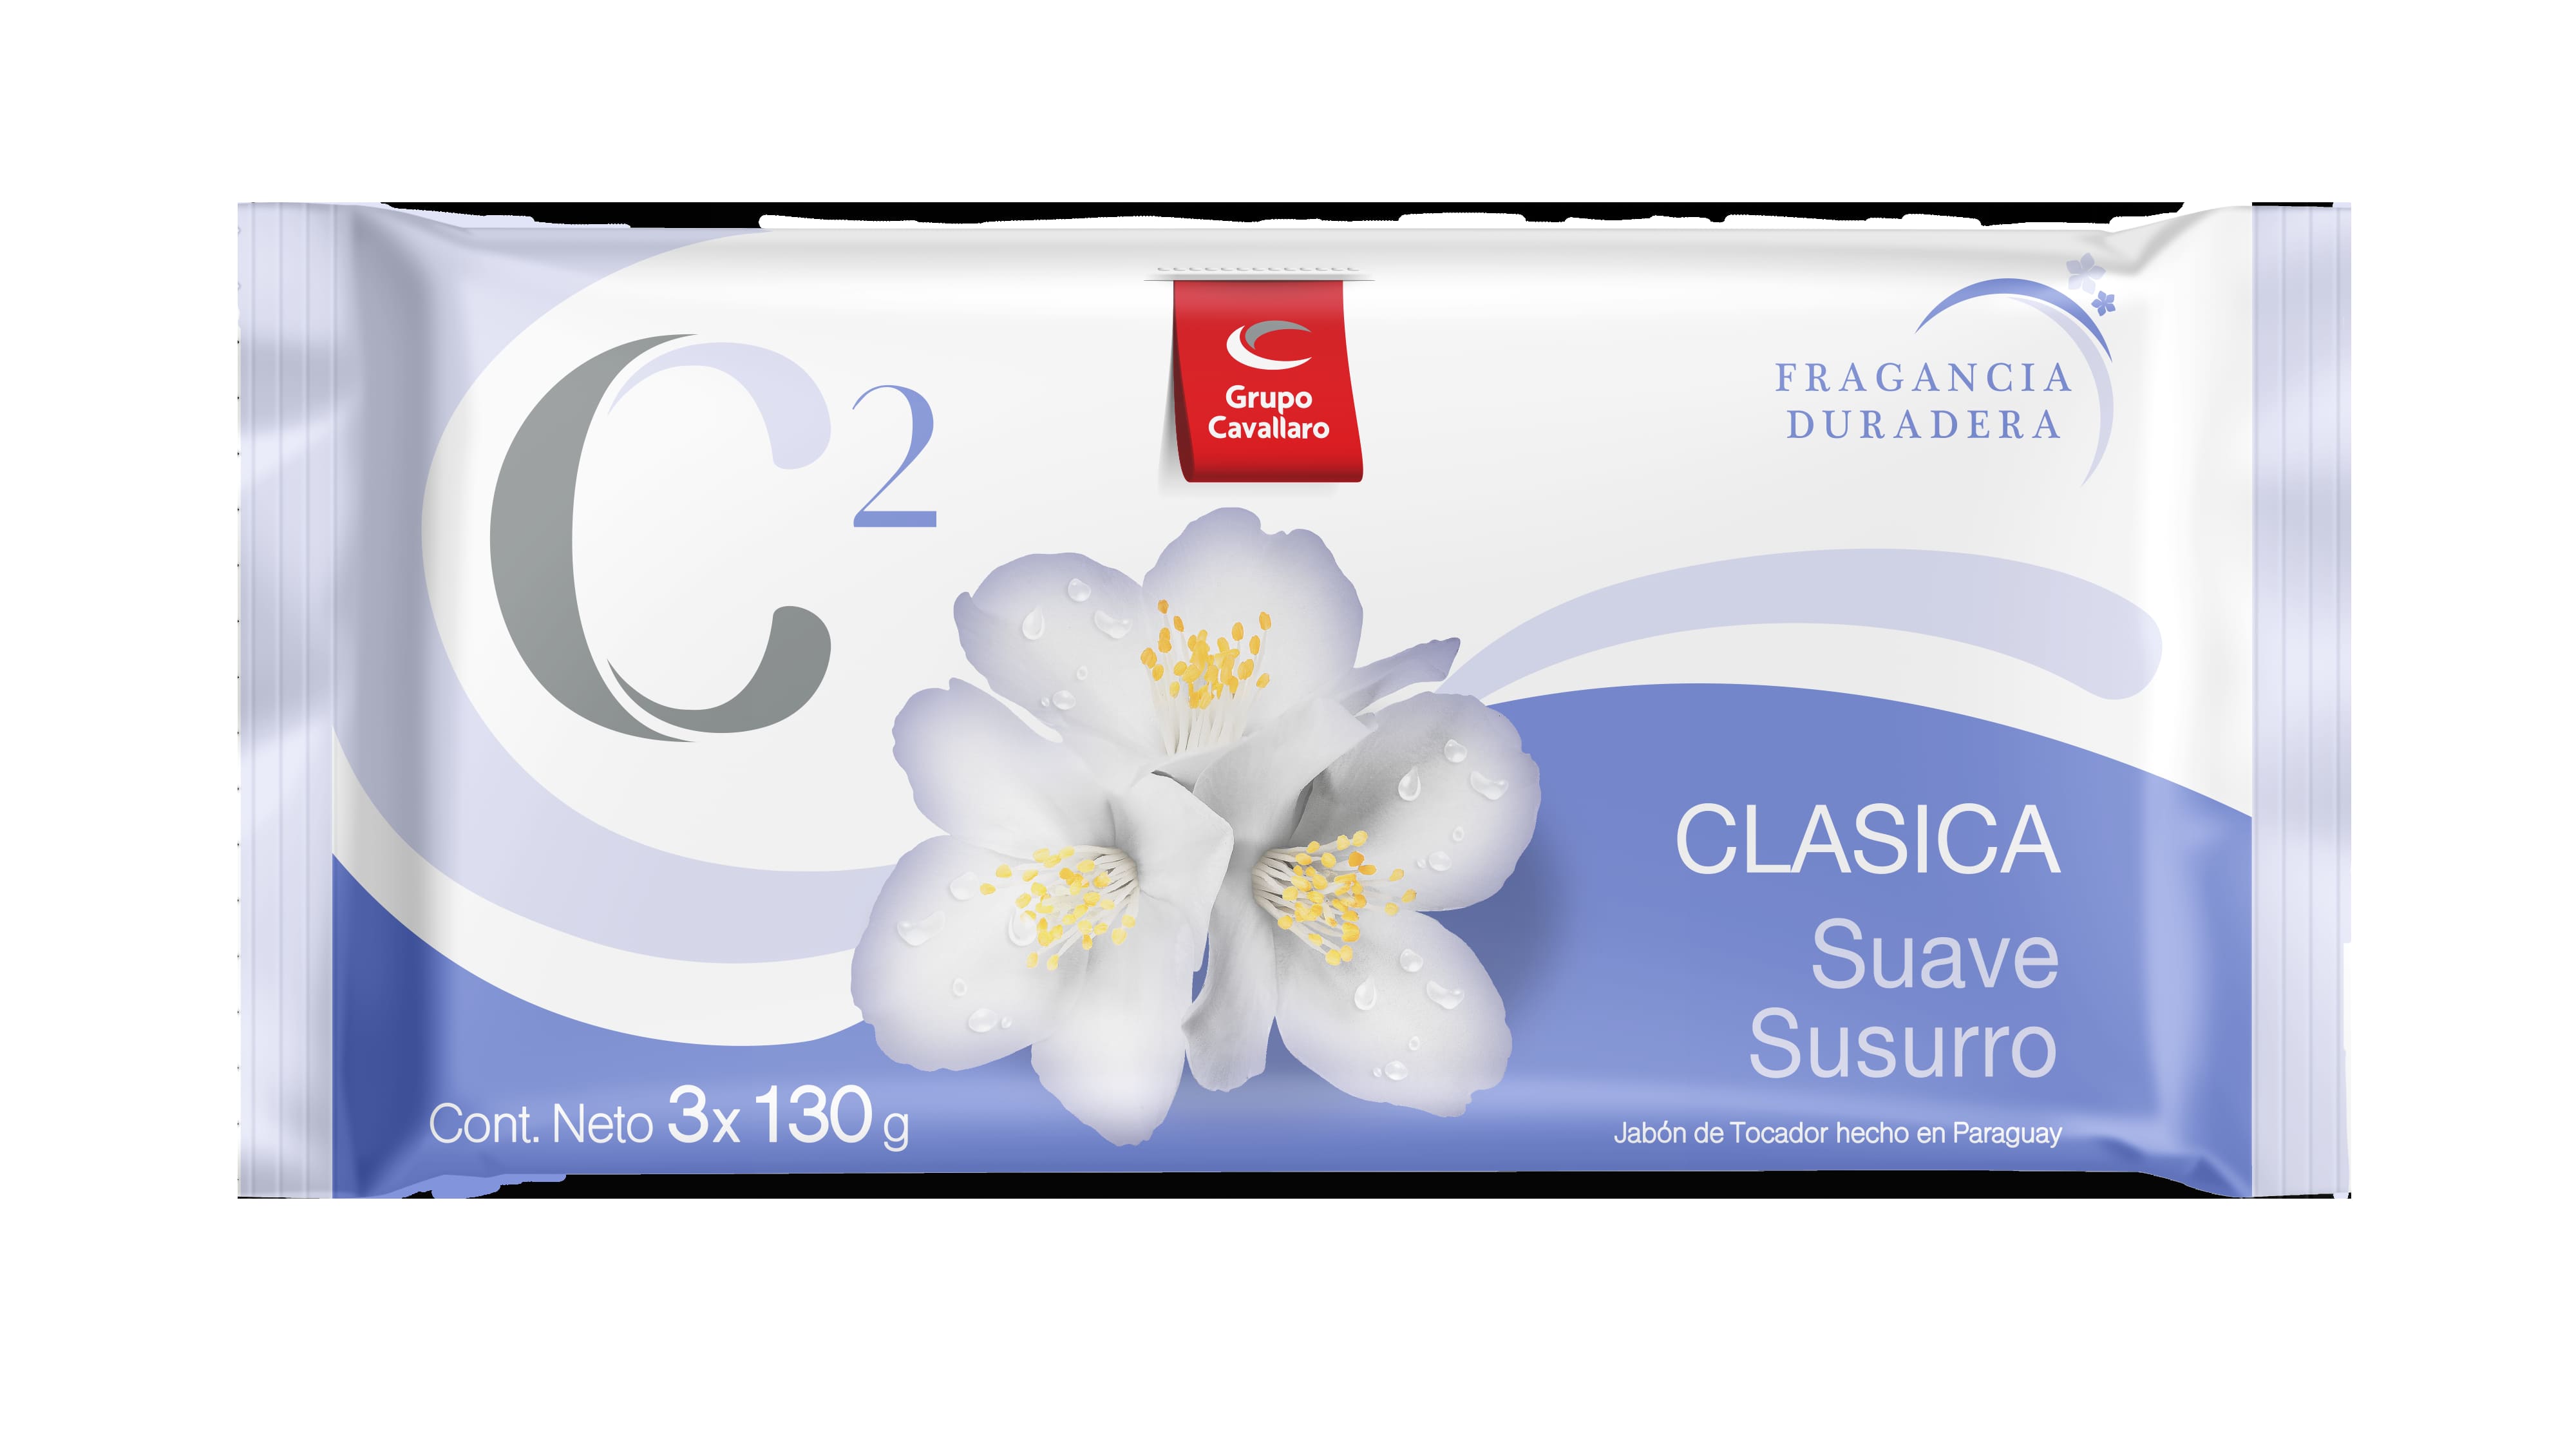 C²
Grupo
Cavallaro
FRAGANCIA
DURADERA
CLASICA
Suave
Susurro
Cont. Neto 3x130 g
Jabón de Tocador hecho en Paraguay